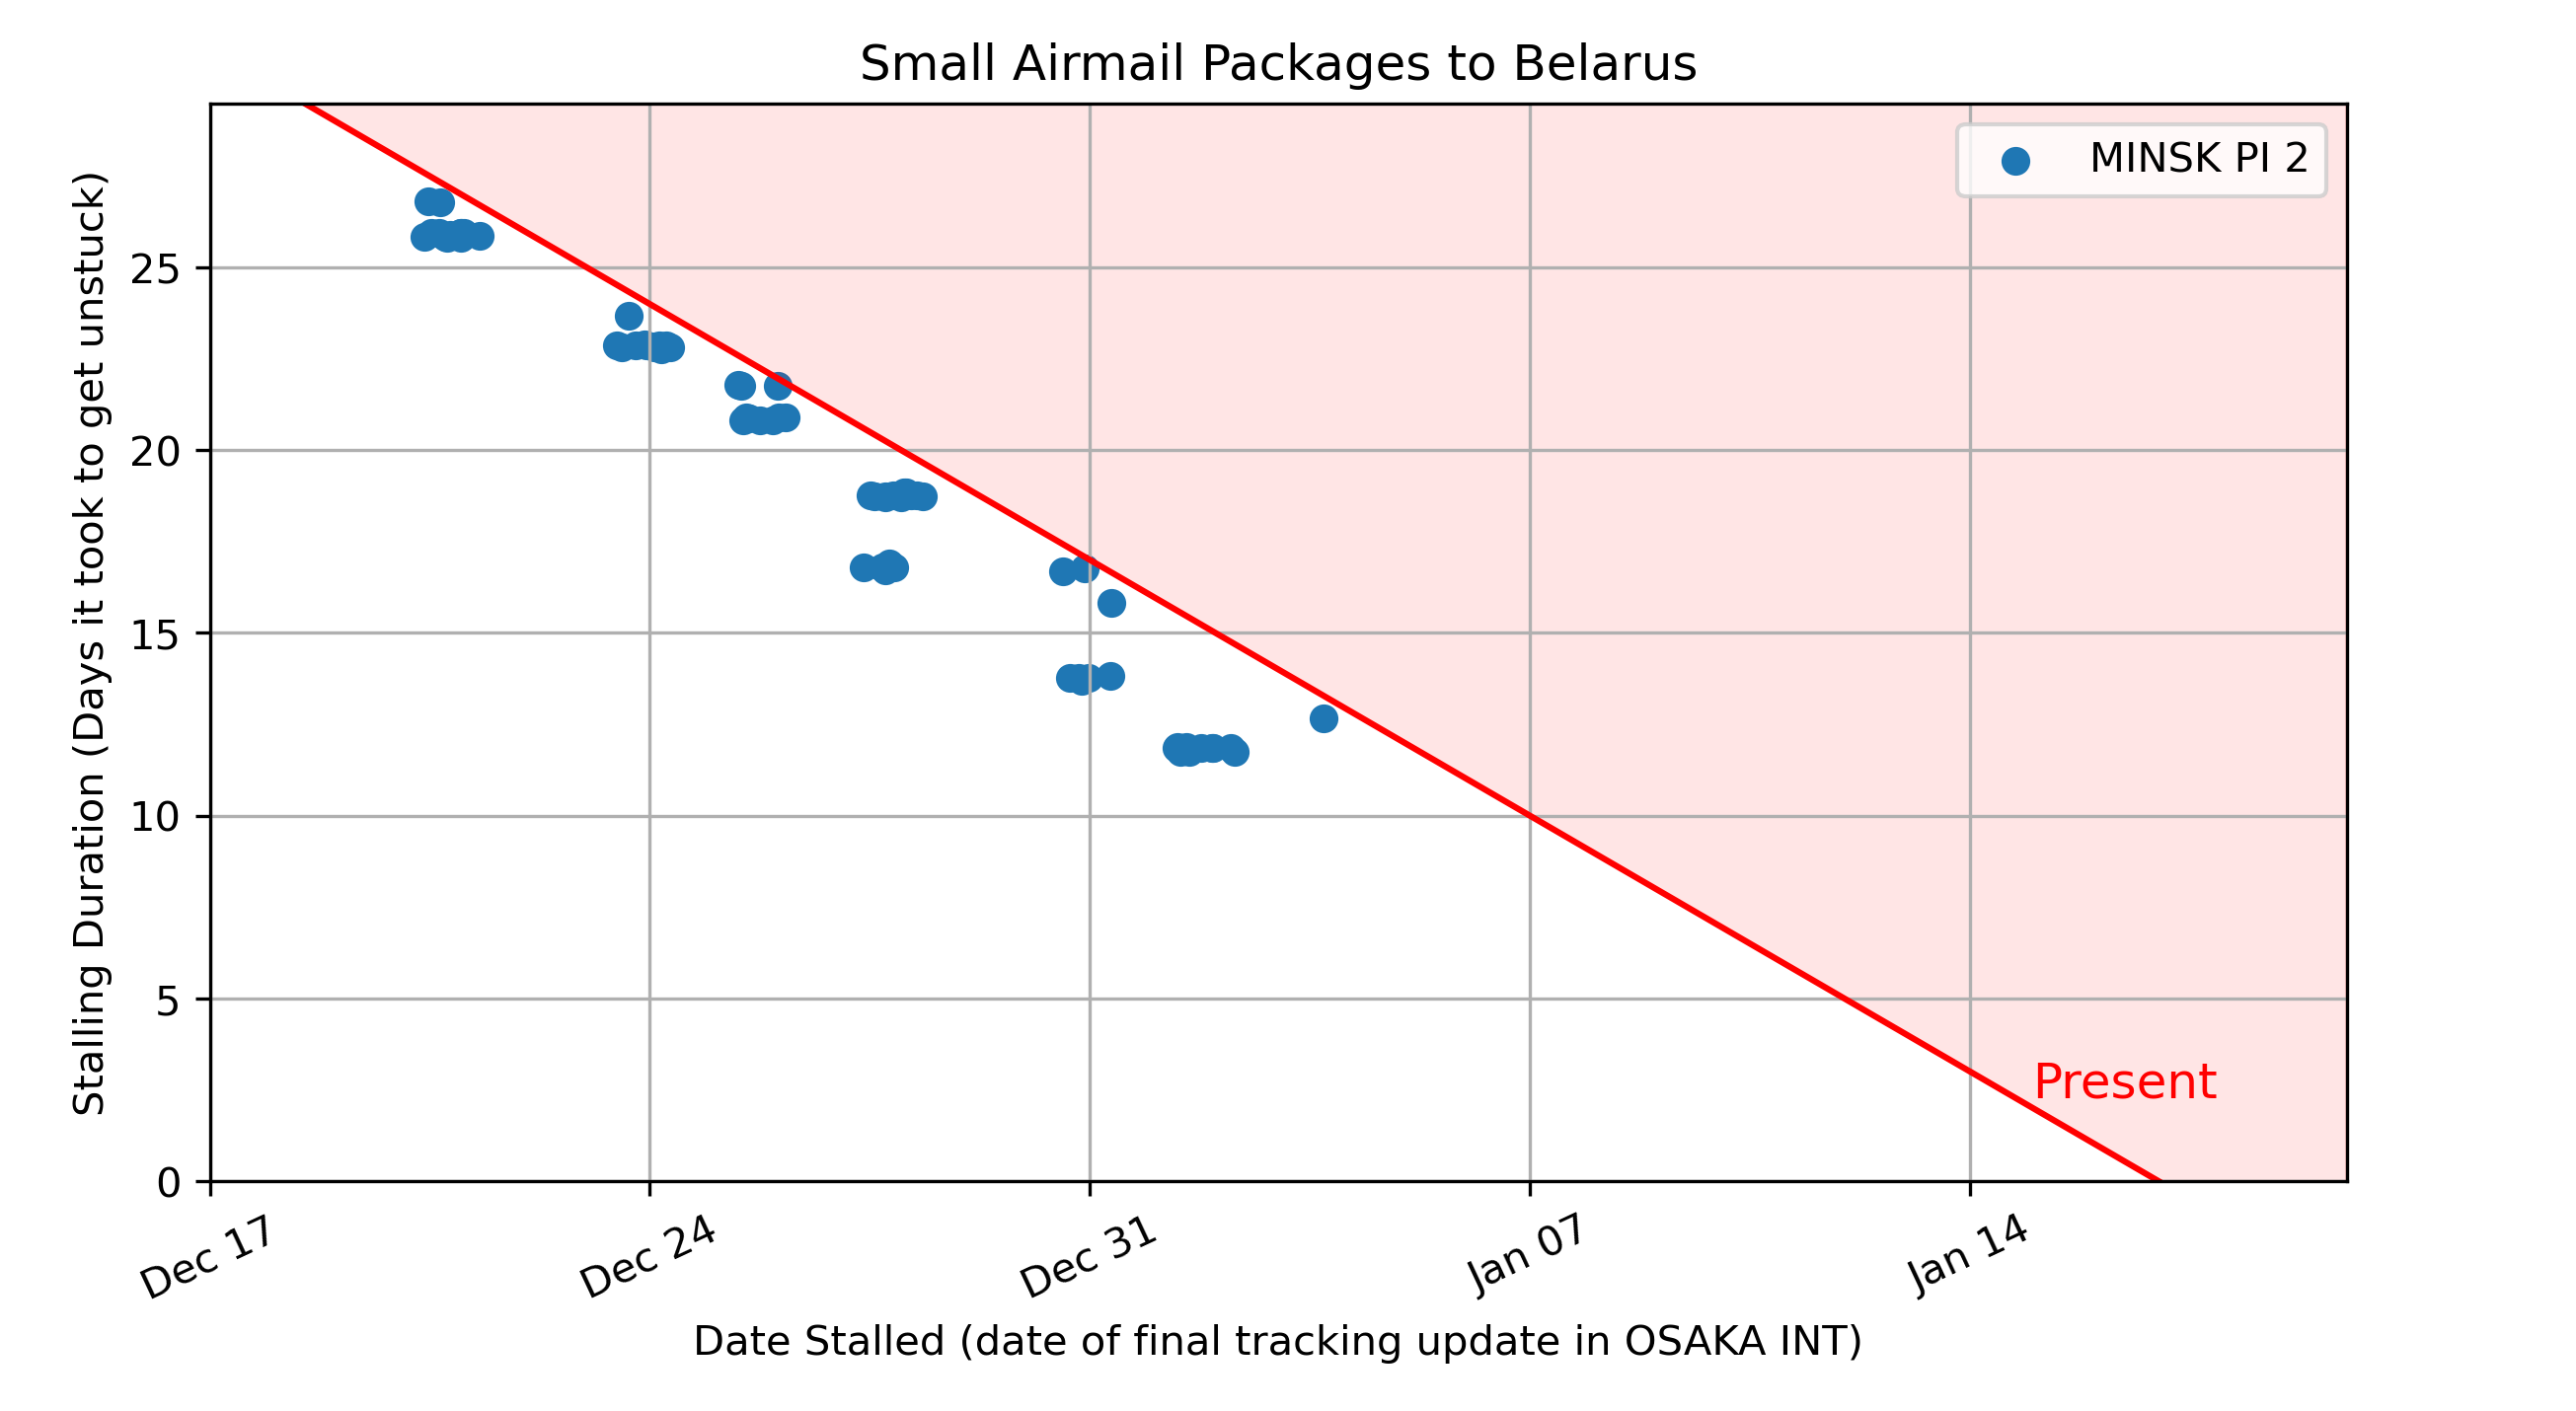 Small Airmail Packages to Belarus
MINSK PI 2
Stalling Duration (Days it took to get unstuck)
25
20
15
10
5
0
Present
Dec 17
Dec 24
Dec 31
Jan 07
Jan 14
Date Stalled (date of final tracking update in OSAKA INT)